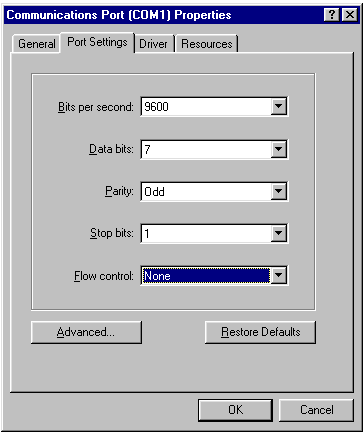 Communications Port (COM1) Properties
General Port Settings Driver Resources
Bits per second: 9600
Data bits: 7
Parity: Odd
Stop bits: 1
Flow control: None
Advanced... Restore Defaults
OK Cancel